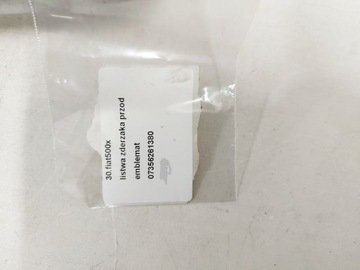 30.fiat500x
listwa zderzaka przod
emblemat
07356261380